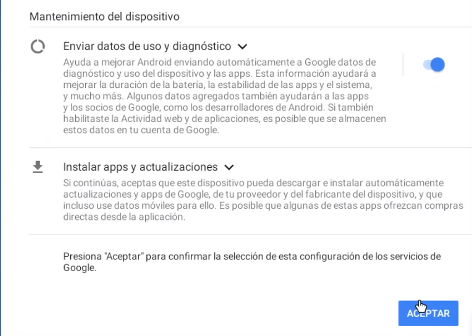 Mantenimiento del dispositivo
Enviar datos de uso y diagnóstico
Ayuda a mejorar Android enviando automáticamente a Google datos de
diagnóstico y uso del dispositivo y las apps. Esta información ayudará a
mejorar la duración de la batería, la estabilidad de las apps y el sistema,
y mucho más. Algunos datos agregados también ayudarán a las apps
y los socios de Google, como los desarrolladores de Android. Si también
habilitaste la Actividad web y de aplicaciones, es posible que se almacenen
estos datos en tu cuenta de Google.
Instalar apps y actualizaciones
Si continúas, aceptas que este dispositivo pueda descargar e instalar automáticamente
actualizaciones y apps de Google, de tu proveedor y del fabricante del dispositivo, y que
incluso use datos móviles para ello. Es posible que algunas de estas apps ofrezcan compras
directas desde la aplicación.
Presiona "Aceptar" para confirmar la selección de esta configuración de los servicios de
Google.
ACEPTAR